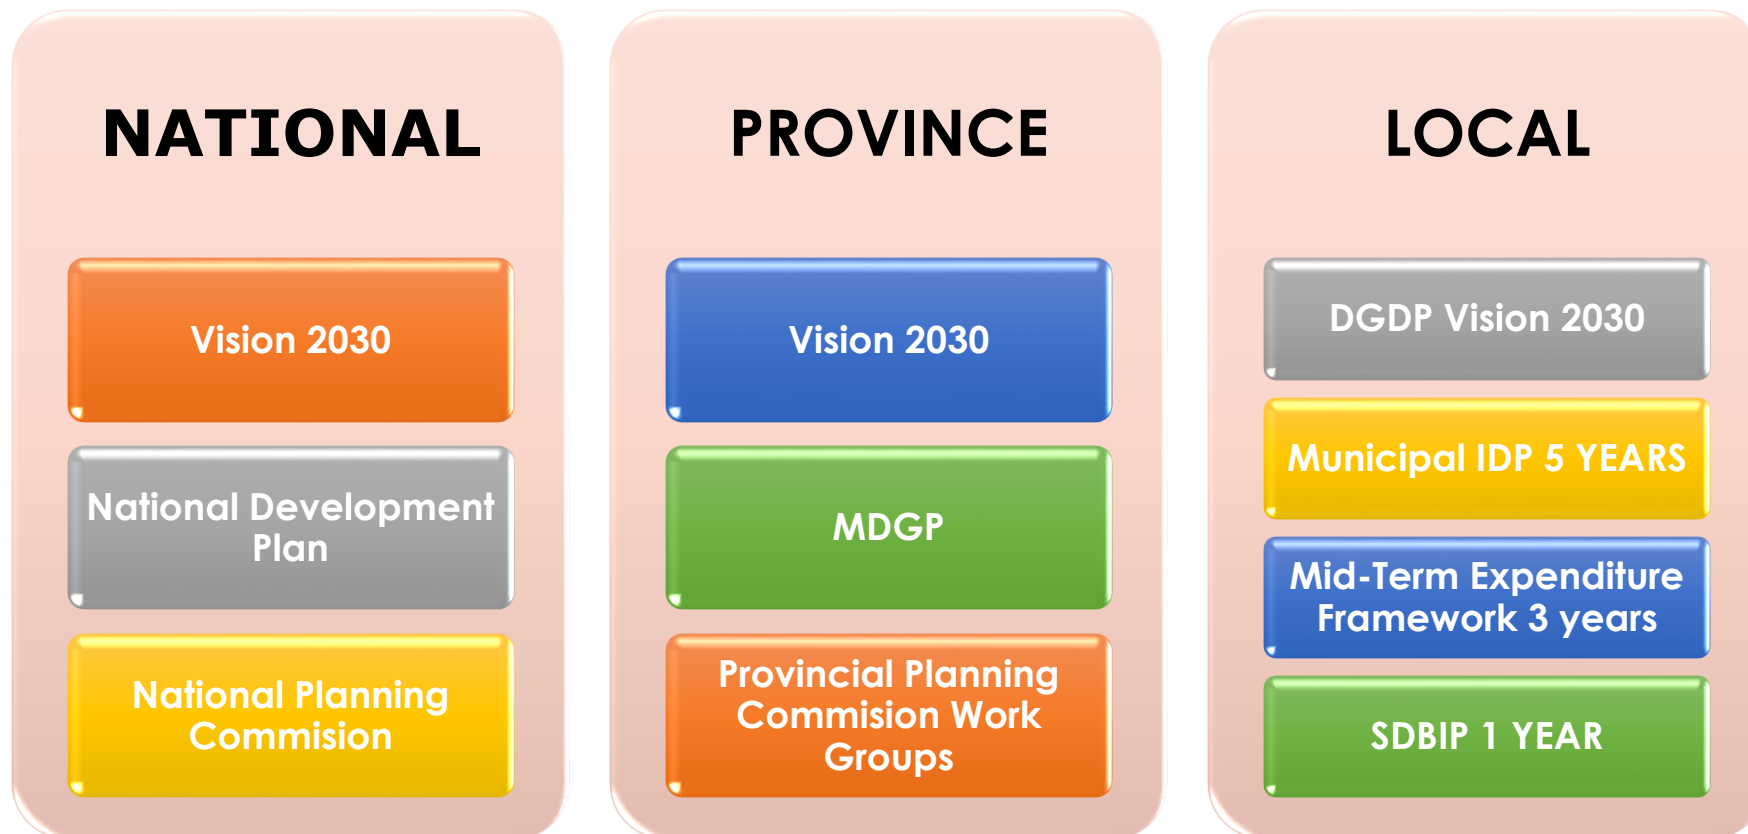 NATIONAL
Vision 2030
National Development
Plan
National Planning
Commision
PROVINCE
Vision 2030
MDGP
Provincial Planning
Commision Work
Groups
LOCAL
DGDP Vision 2030
Municipal IDP 5 YEARS
Mid-Term Expenditure
Framework 3 years
SDBIP 1 YEAR